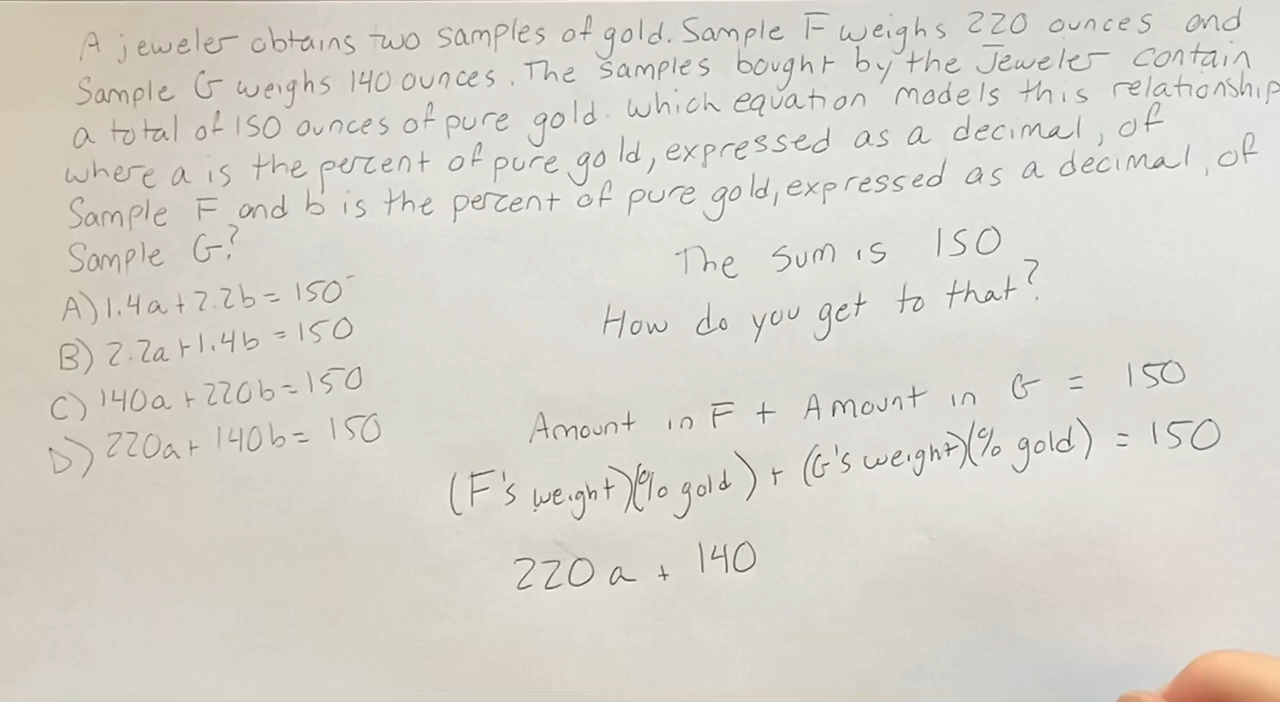 A jeweler obtains two samples of gold. Sample F weighs 220 ounces and
Sample G weighs 140 ounces. The samples bought by the Jeweler contain
a total of 150 ounces of pure gold. which equation models this relationship
where a is the percent of pure gold, expressed as a decimal, of
Sample F and b is the percent of pure gold, expressed as a decimal, of
Sample G?
A) 1.4a + 2.2b = 150
B) 2.2a + 1.4b = 150
C) 140a + 220b = 150
D) 220a + 140b = 150
The sum is 150
How do you get to that?
Amount in F + Amount in G = 150
(F's weight)(% gold) + (G's weight)(% gold) = 150
220a + 140